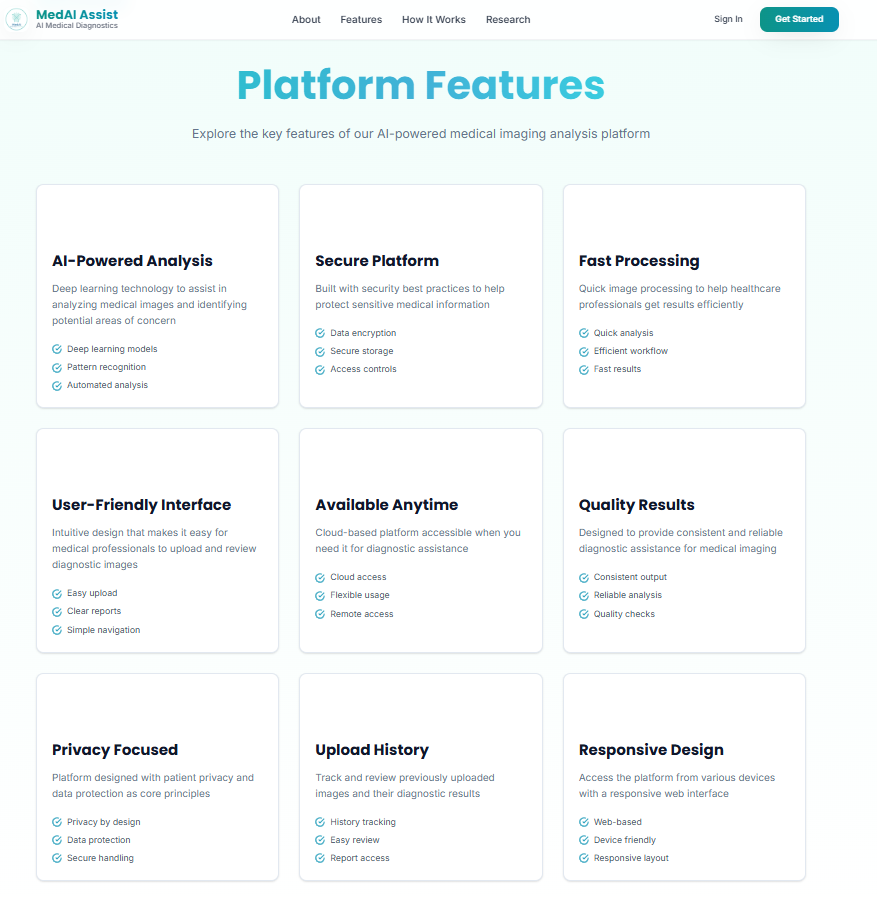 MedAI Assist
AI Medical Diagnostics
About Features How It Works Research
Sign In Get Started
Platform Features
Explore the key features of our AI-powered medical imaging analysis platform
AI-Powered Analysis
Deep learning technology to assist in
analyzing medical images and identifying
potential areas of concern
Deep learning models
Pattern recognition
Automated analysis
Secure Platform
Built with security best practices to help
protect sensitive medical information
Data encryption
Secure storage
Access controls
Fast Processing
Quick image processing to help healthcare
professionals get results efficiently
Quick analysis
Efficient workflow
Fast results
User-Friendly Interface
Intuitive design that makes it easy for
medical professionals to upload and review
diagnostic images
Easy upload
Clear reports
Simple navigation
Available Anytime
Cloud-based platform accessible when you
need it for diagnostic assistance
Cloud access
Flexible usage
Remote access
Quality Results
Designed to provide consistent and reliable
diagnostic assistance for medical imaging
Consistent output
Reliable analysis
Quality checks
Privacy Focused
Platform designed with patient privacy and
data protection as core principles
Privacy by design
Data protection
Secure handling
Upload History
Track and review previously uploaded
images and their diagnostic results
History tracking
Easy review
Report access
Responsive Design
Access the platform from various devices
with a responsive web interface
Web-based
Device friendly
Responsive layout